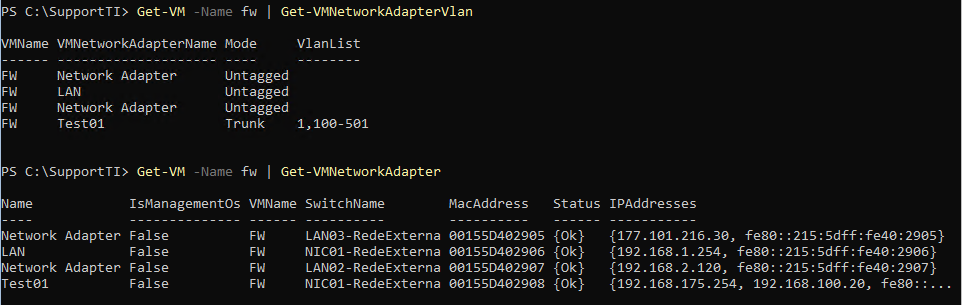 PS C:\SupportTI> Get-VM -Name fw | Get-VMNetworkAdapterVlan
VMName VMNetworkAdapterName Mode     VlanList
------ -------------------- ----     --------
FW     Network Adapter      Untagged
FW     LAN                  Untagged
FW     Network Adapter      Untagged
FW     Test01               Trunk    1,100-501
PS C:\SupportTI> Get-VM -Name fw | Get-VMNetworkAdapter
Name            IsManagementOs VMName SwitchName       MacAddress   Status IPAddresses
----            -------------- ------ ----------       ----------   ------ -----------
Network Adapter False          FW     LAN03-RedeExterna 00155D402905 {Ok}   {177.101.216.30, fe80::215:5dff:fe40:2905}
LAN             False          FW     NIC01-RedeExterna 00155D402906 {Ok}   {192.168.1.254, fe80::215:5dff:fe40:2906}
Network Adapter False          FW     LAN02-RedeExterna 00155D402907 {Ok}   {192.168.2.120, fe80::215:5dff:fe40:2907}
Test01          False          FW     NIC01-RedeExterna 00155D402908 {Ok}   {192.168.175.254, 192.168.100.20, fe80::...